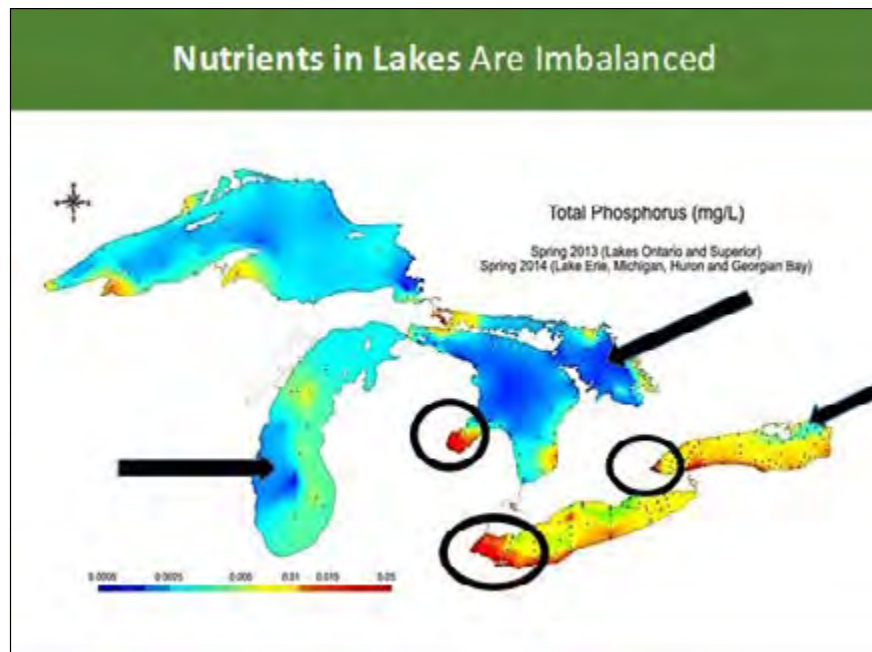 Nutrients in Lakes Are Imbalanced
Total Phosphorus (mg/L)
Spring 2013 (Lakes Ontario and Superior)
Spring 2014 (Lake Erie, Michigan, Huron and Georgian Bay)
0.0005 0.0025 0.005 0.01 0.015 0.05